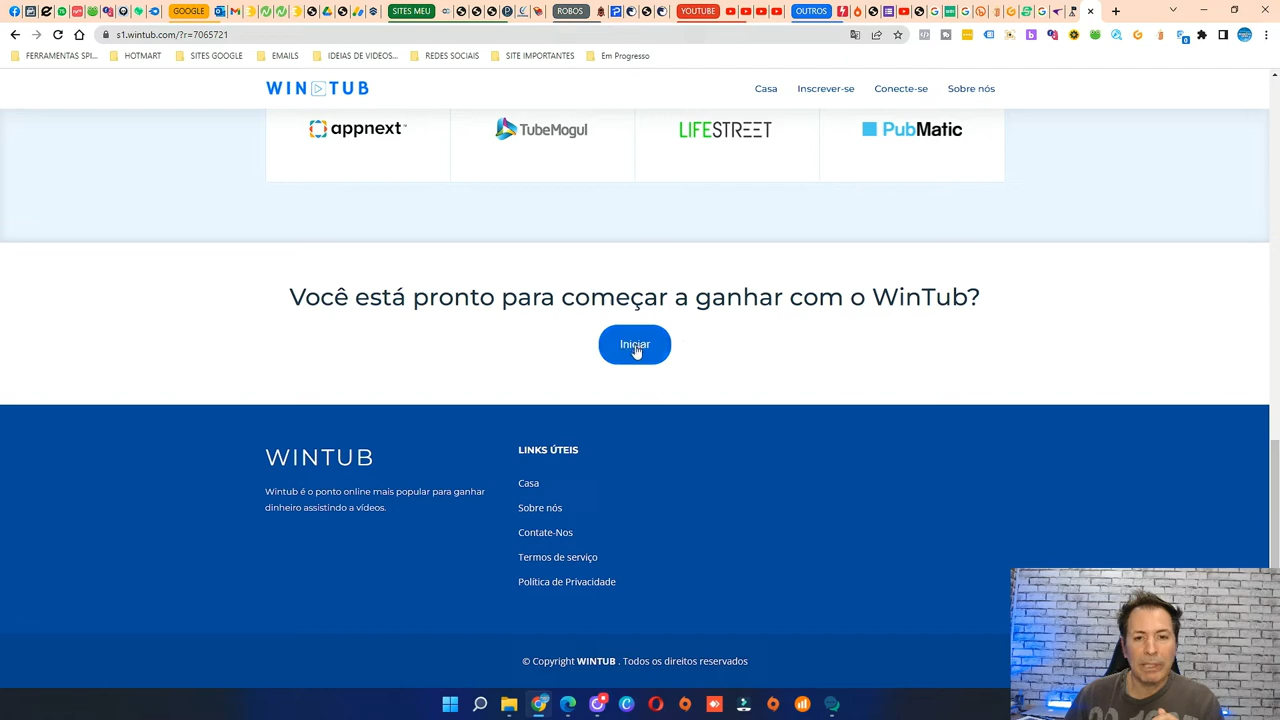 GOOGLE
SITES MEU
ROBOS
YOUTUBE
OUTROS
s1.wintub.com/?r=7065721
FERRAMENTAS SPI...
HOTMART
SITES GOOGLE
EMAILS
IDEIAS DE VIDEOS...
REDES SOCIAIS
SITE IMPORTANTES
Em Progresso
WIN TUB
Casa
Inscrever-se
Conecte-se
Sobre nós
appnext
TubeMogul
LIFESTREET
PubMatic
Você está pronto para começar a ganhar com o WinTub?
Iniciar
WINTUB
Wintub é o ponto online mais popular para ganhar
dinheiro assistindo a vídeos.
LINKS ÚTEIS
Casa
Sobre nós
Contate-Nos
Termos de serviço
Política de Privacidade
© Copyright WINTUB . Todos os direitos reservados